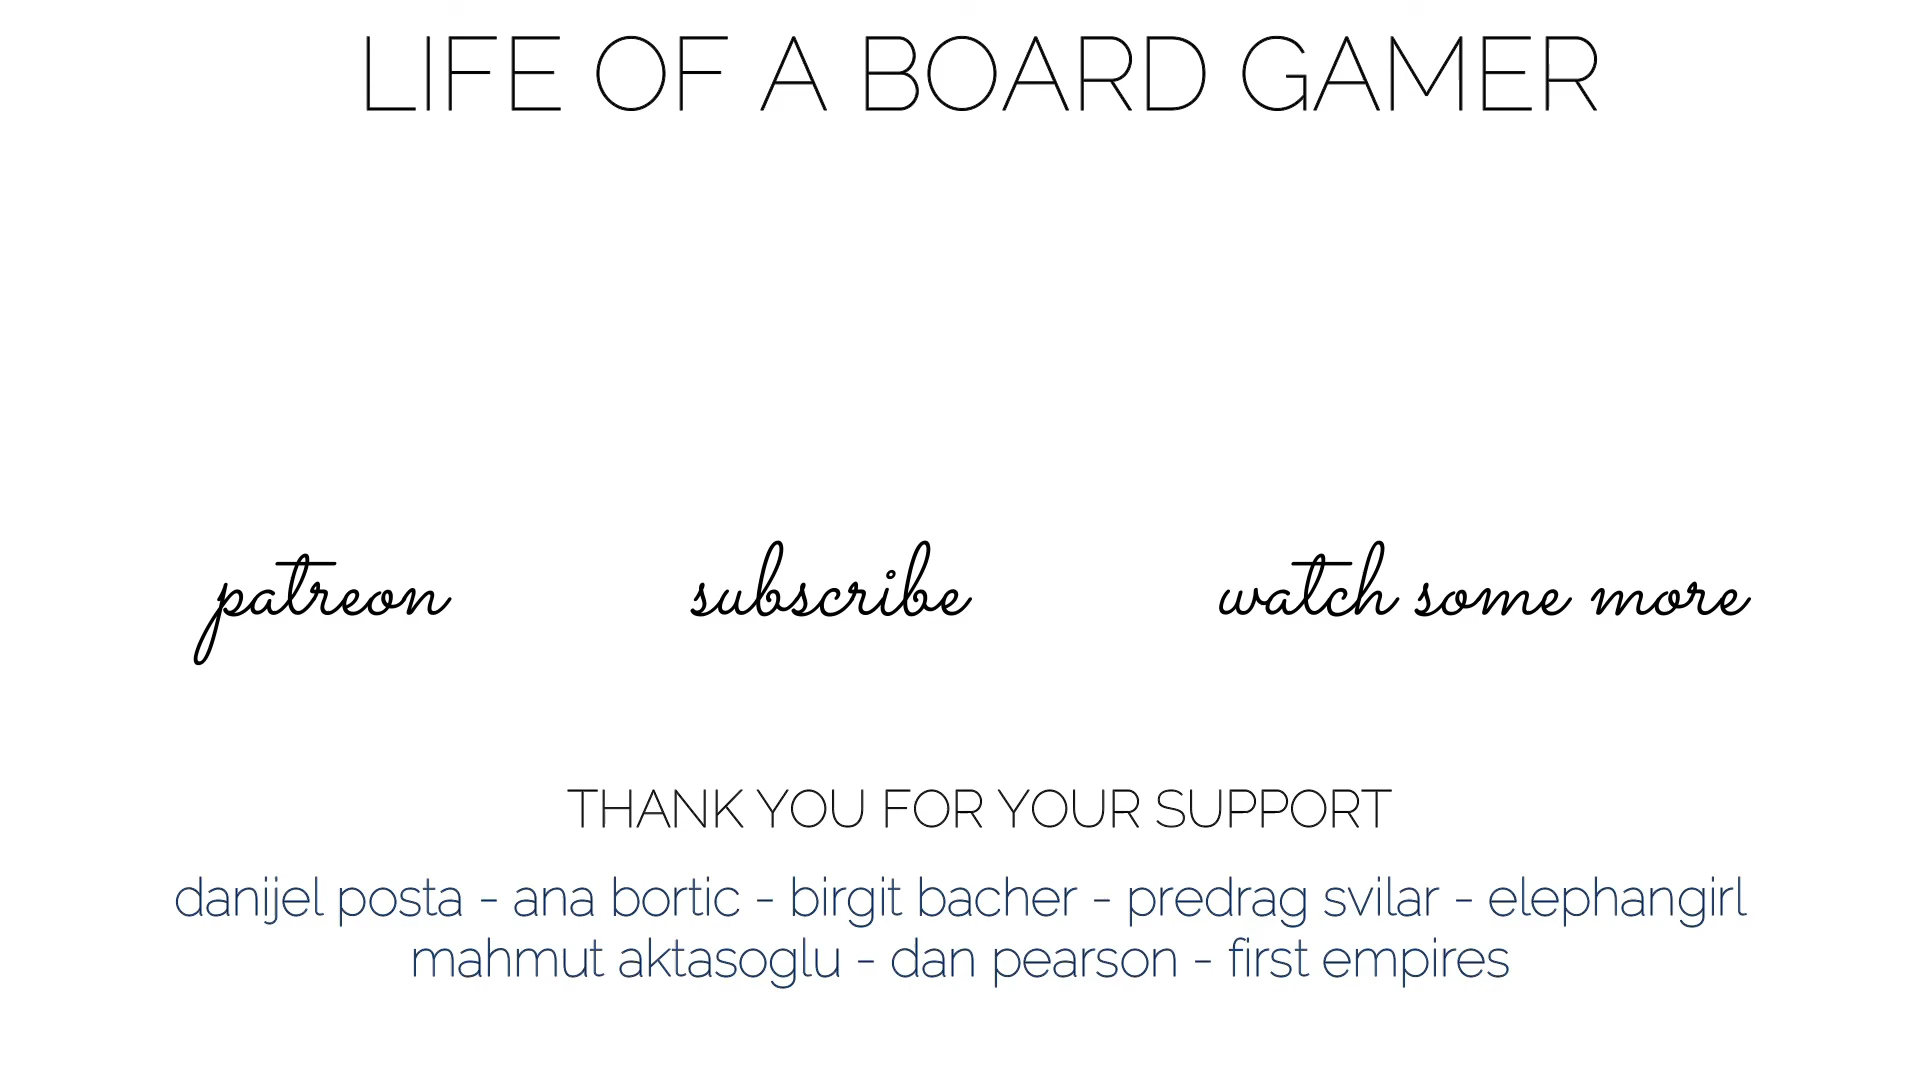 LIFE OF A BOARD GAMER
patreon subscribe watch some more
THANK YOU FOR YOUR SUPPORT
danijel posta - ana bortic - birgit bacher - predrag svilar - elephangirl
mahmut aktasoglu - dan pearson - first empires